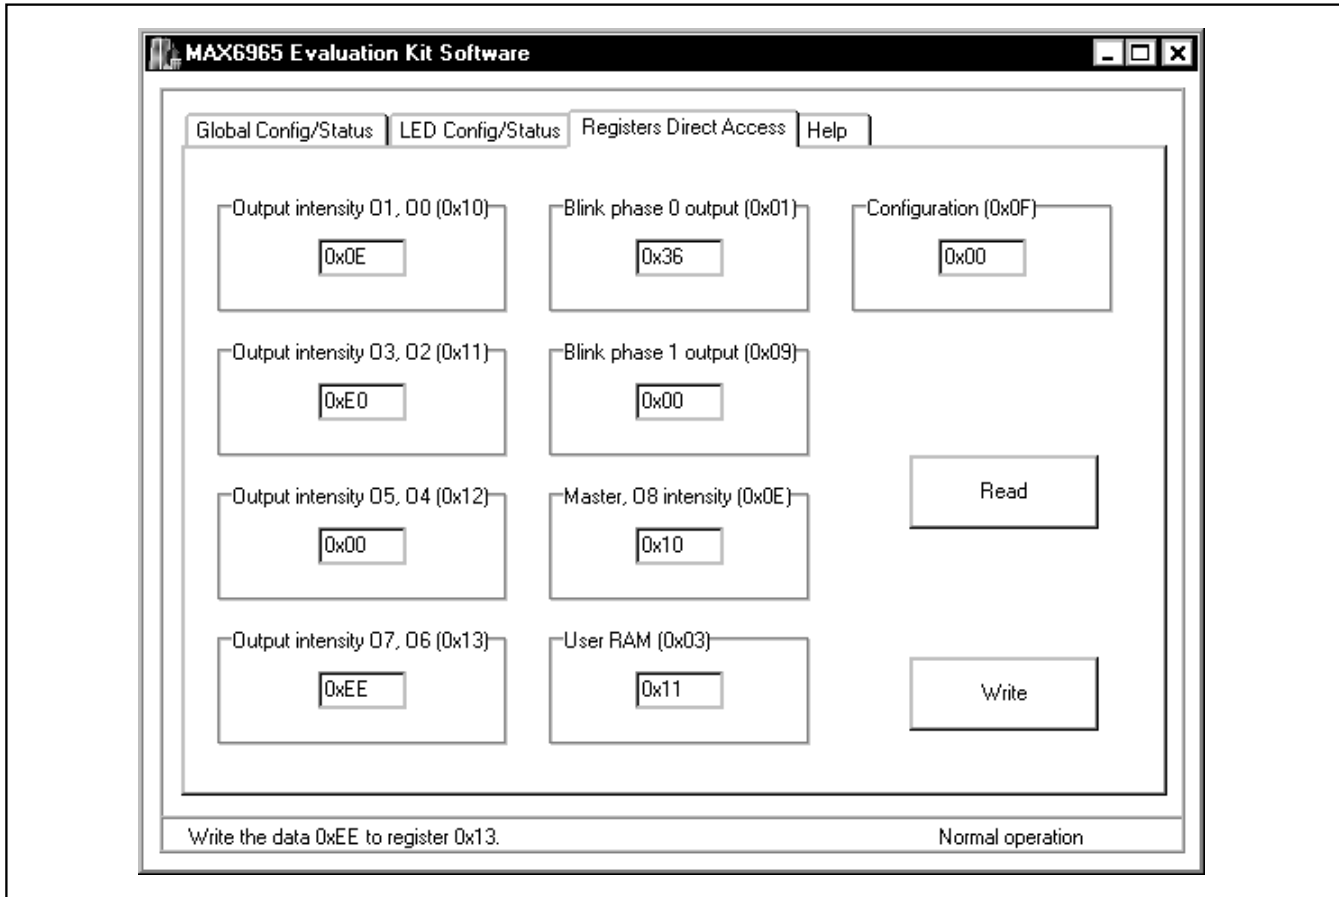 MAX6965 Evaluation Kit Software
Global Config/Status LED Config/Status Registers Direct Access Help
Output intensity O1, O0 (0x10) Blink phase 0 output (0x01) Configuration (0x0F)
0x0E 0x36 0x00
Output intensity O3, O2 (0x11) Blink phase 1 output (0x09)
0xE0 0x00
Output intensity O5, O4 (0x12) Master, O8 intensity (0x0E) Read
0x00 0x10
Output intensity O7, O6 (0x13) User RAM (0x03)
0xEE 0x11 Write
Write the data 0xEE to register 0x13. Normal operation